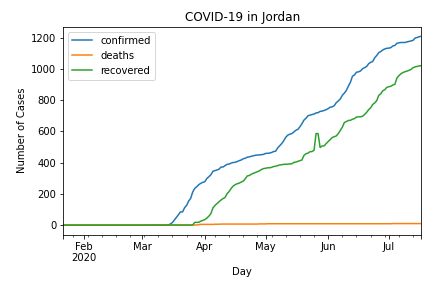 COVID-19 in Jordan
confirmed
deaths
recovered
Number of Cases
1200
1000
800
600
400
200
0
Feb Mar Apr May Jun Jul
2020
Day